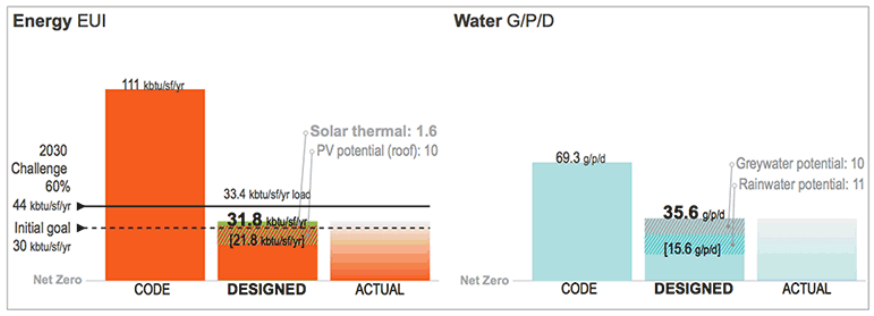 Energy EUI
111 kbtu/sf/yr
Solar thermal: 1.6
PV potential (roof): 10
2030
Challenge
60%
44 kbtu/sf/yr
33.4 kbtu/sf/yr load
31.8 kbtu/sf/yr
Initial goal
30 kbtu/sf/yr
[21.8 kbtu/sf/yr]
Net Zero
CODE
DESIGNED
ACTUAL
Water G/P/D
69.3 g/p/d
Greywater potential: 10
Rainwater potential: 11
35.6 g/p/d
[15.6 g/p/d]
Net Zero
CODE
DESIGNED
ACTUAL